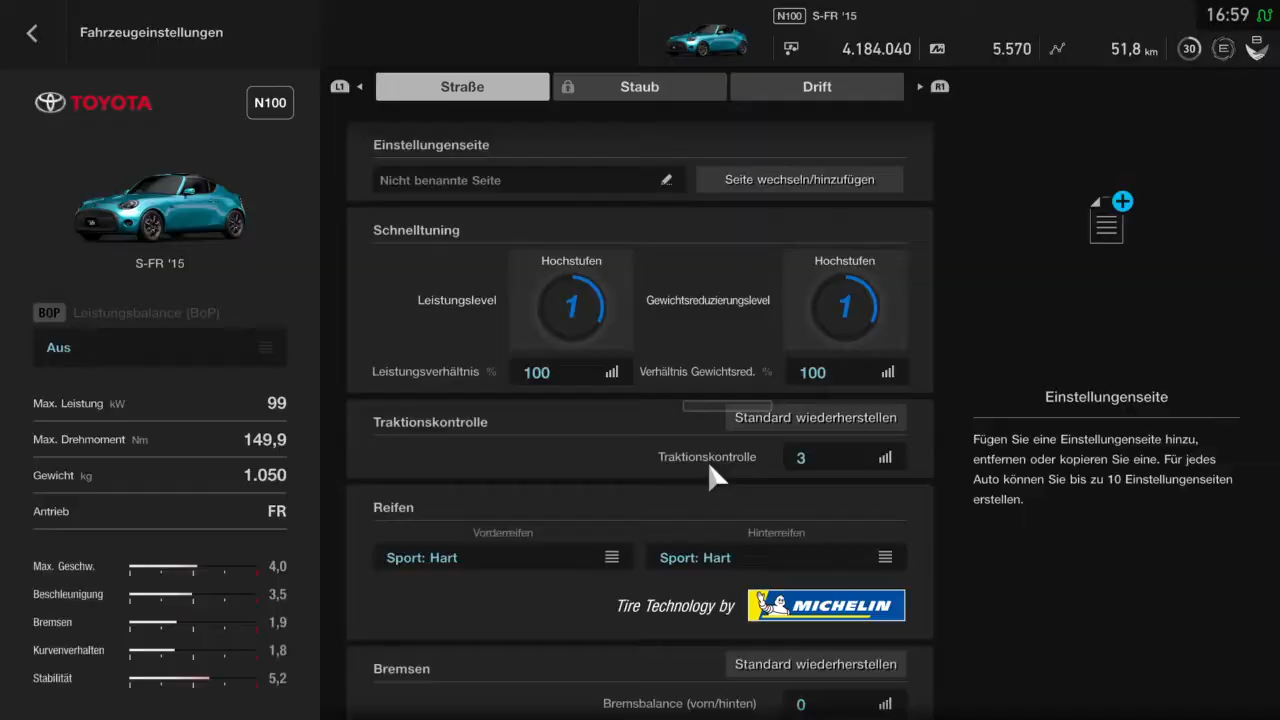 Fahrzeugeinstellungen
N100 S-FR '15
16:59
4.184.040
5.570
51,8 km
30
E
B
TOYOTA
N100
S-FR '15
BOP Leistungsbalance (BoP)
Aus
Max. Leistung kW 99
Max. Drehmoment Nm 149,9
Gewicht kg 1.050
Antrieb FR
Max. Geschw. 4,0
Beschleunigung 3,5
Bremsen 1,9
Kurvenverhalten 1,8
Stabilität 5,2
L1 Straße Staub Drift R1
Einstellungenseite
Nicht benannte Seite Seite wechseln/hinzufügen
Schnelltuning
Hochstufen Hochstufen
Leistungslevel 1 Gewichtsreduzierungslevel 1
Leistungsverhältnis % 100 Verhältnis Gewichtsred. % 100
Traktionskontrolle Standard wiederherstellen
Traktionskontrolle 3
Reifen
Vorderreifen Hinterreifen
Sport: Hart Sport: Hart
Tire Technology by MICHELIN
Bremsen Standard wiederherstellen
Bremsbalance (vorn/hinten) 0
Einstellungenseite
Fügen Sie eine Einstellungenseite hinzu,
entfernen oder kopieren Sie eine. Für jedes
Auto können Sie bis zu 10 Einstellungenseiten
erstellen.